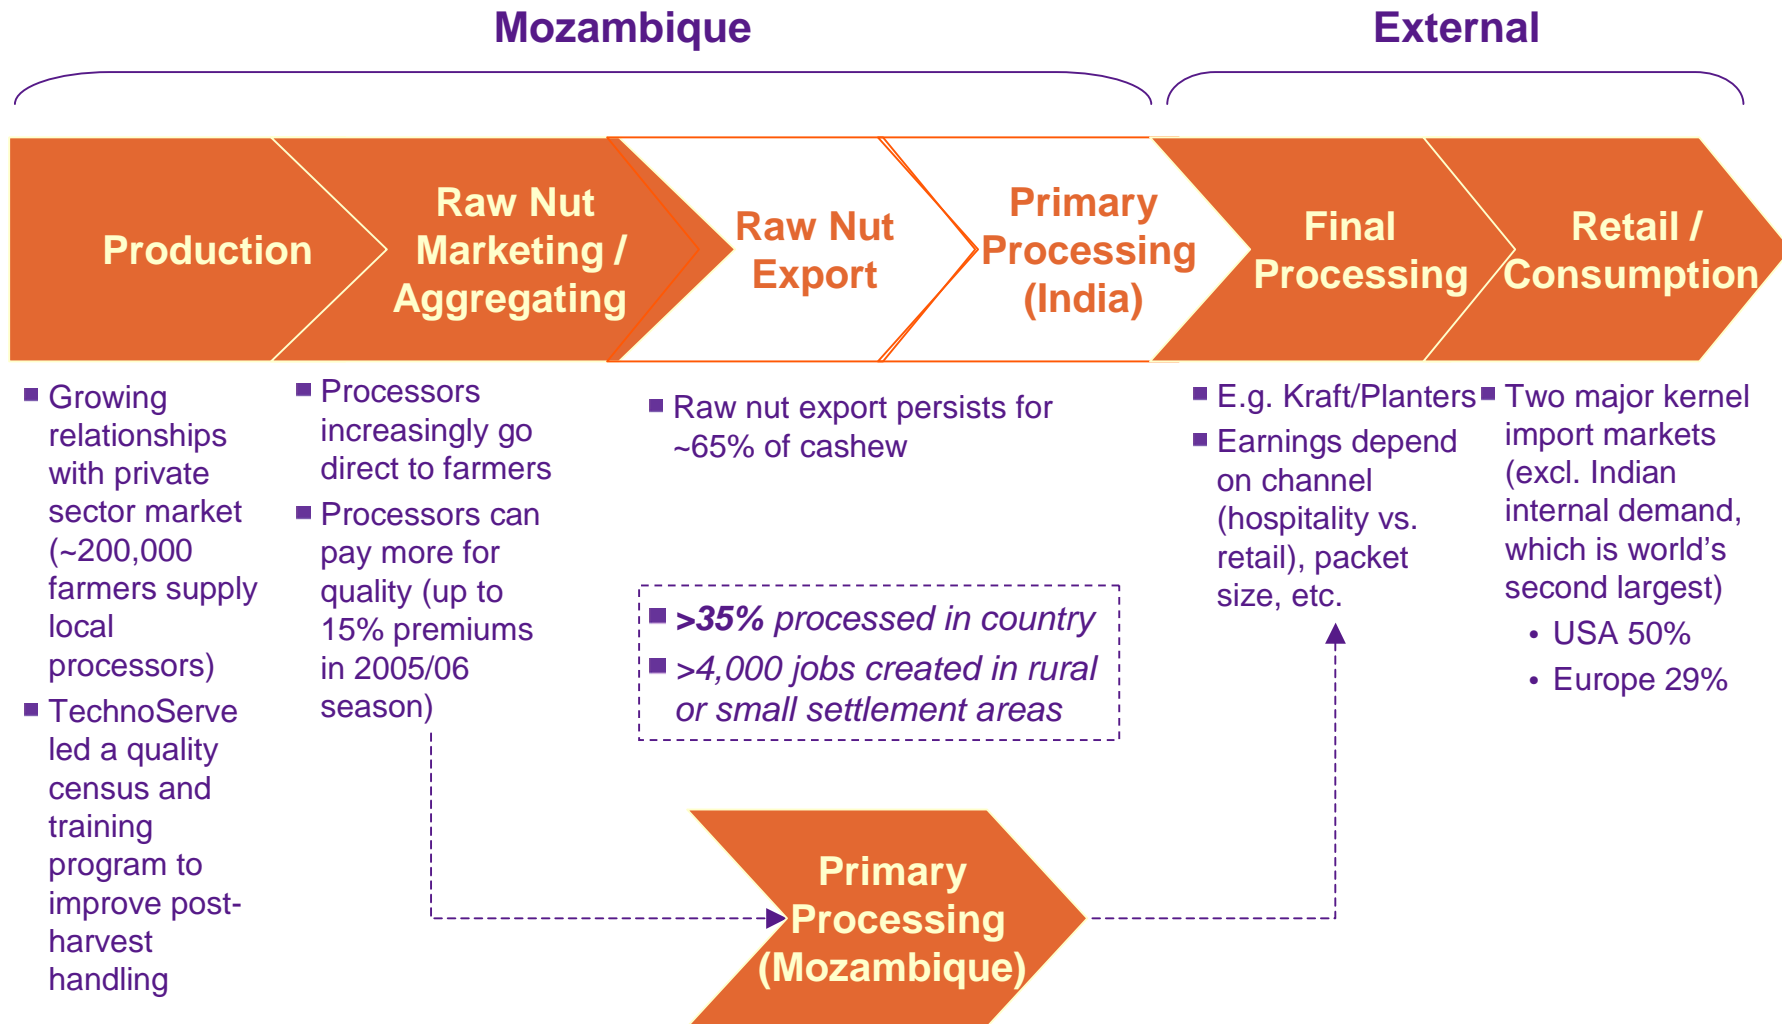 Mozambique
External
Production
Raw Nut
Marketing /
Aggregating
Raw Nut
Export
Primary
Processing
(India)
Final
Processing
Retail /
Consumption
Growing
relationships
with private
sector market
(~200,000
farmers supply
local
processors)
TechnoServe
led a quality
census and
training
program to
improve post-
harvest
handling
Processors
increasingly go
direct to farmers
Processors can
pay more for
quality (up to
15% premiums
in 2005/06
season)
Raw nut export persists for
~65% of cashew
>35% processed in country
>4,000 jobs created in rural
or small settlement areas
E.g. Kraft/Planters
Earnings depend
on channel
(hospitality vs.
retail), packet
size, etc.
Two major kernel
import markets
(excl. Indian
internal demand,
which is world's
second largest)
• USA 50%
• Europe 29%
Primary
Processing
(Mozambique)